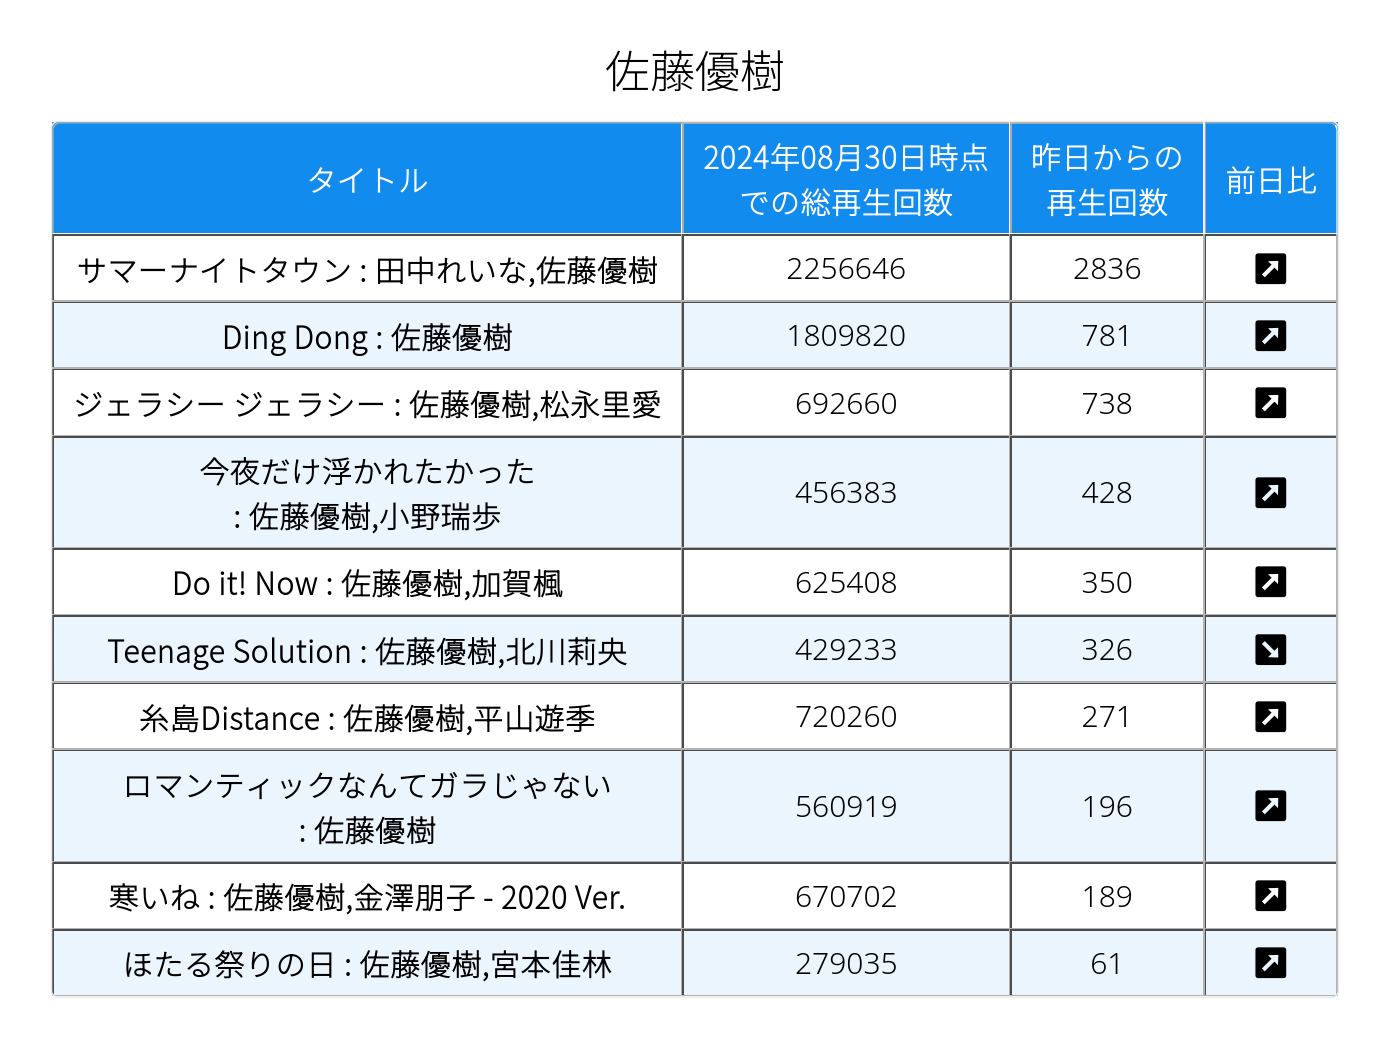 佐藤優樹
タイトル
2024年08月30日時点
での総再生回数
昨日からの
再生回数
前日比
サマーナイトタウン : 田中れいな,佐藤優樹
2256646
2836
Ding Dong : 佐藤優樹
1809820
781
ジェラシー ジェラシー : 佐藤優樹,松永里愛
692660
738
今夜だけ浮かれたかった
: 佐藤優樹,小野瑞歩
456383
428
Do it! Now : 佐藤優樹,加賀楓
625408
350
Teenage Solution : 佐藤優樹,北川莉央
429233
326
糸島Distance : 佐藤優樹,平山遊季
720260
271
ロマンティックなんてガラじゃない
: 佐藤優樹
560919
196
寒いね : 佐藤優樹,金澤朋子 - 2020 Ver.
670702
189
ほたる祭りの日 : 佐藤優樹,宮本佳林
279035
61